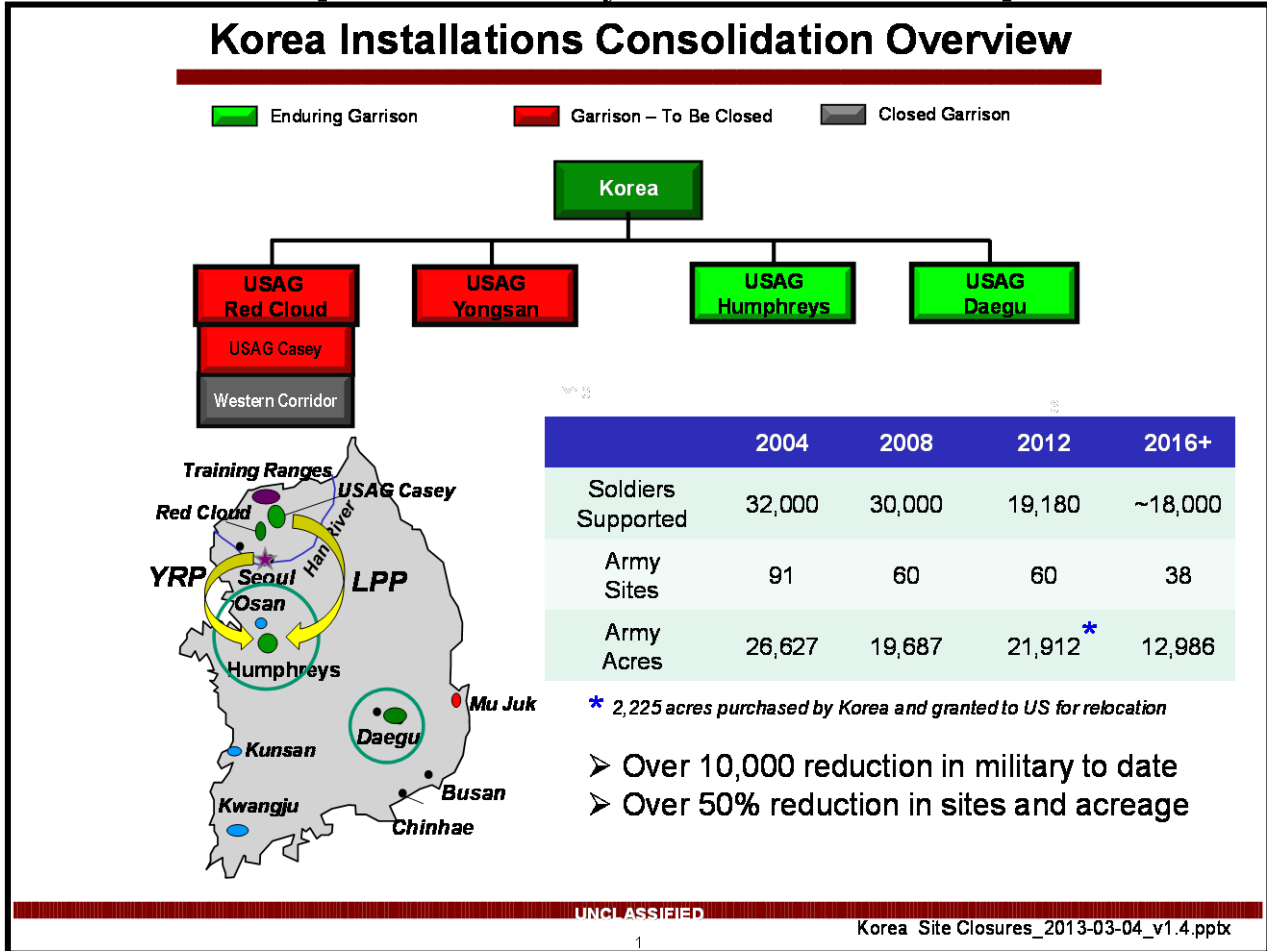 Korea Installations Consolidation Overview
Enduring Garrison
Garrison – To Be Closed
Closed Garrison
Korea
USAG
Red Cloud
USAG
Yongsan
USAG
Humphreys
USAG
Daegu
USAG Casey
Western Corridor
2004 2008 2012 2016+
Soldiers
Supported
32,000 30,000 19,180 ~18,000
Army
Sites
91 60 60 38
Army
Acres
26,627 19,687 21,912* 12,986
* 2,225 acres purchased by Korea and granted to US for relocation
➢ Over 10,000 reduction in military to date
➢ Over 50% reduction in sites and acreage
Training Ranges
USAG Casey
Red Cloud
Han River
YRP
Seoul
LPP
Osan
Humphreys
Mu Juk
Daegu
Kunsan
Busan
Kwangju
Chinhae
UNCLASSIFIED
1
Korea Site Closures_2013-03-04_v1.4.pptx